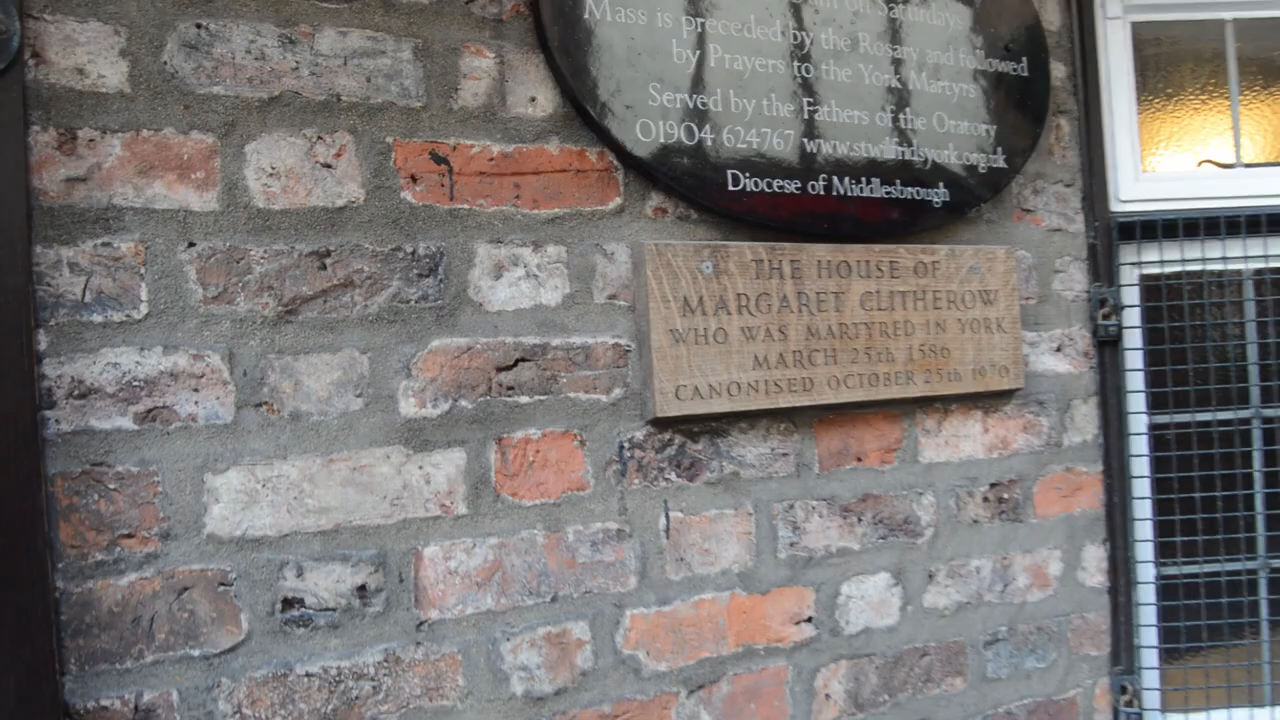 on Saturdays
Mass is preceded by the Rosary and followed
by Prayers to the York Martyrs
Served by the Fathers of the Oratory
01904 624767 www.stwilfridsyork.org.uk
Diocese of Middlesbrough
THE HOUSE OF
MARGARET CLITHEROW
WHO WAS MARTYRED IN YORK
MARCH 25th 1586
CANONISED OCTOBER 25th 1970